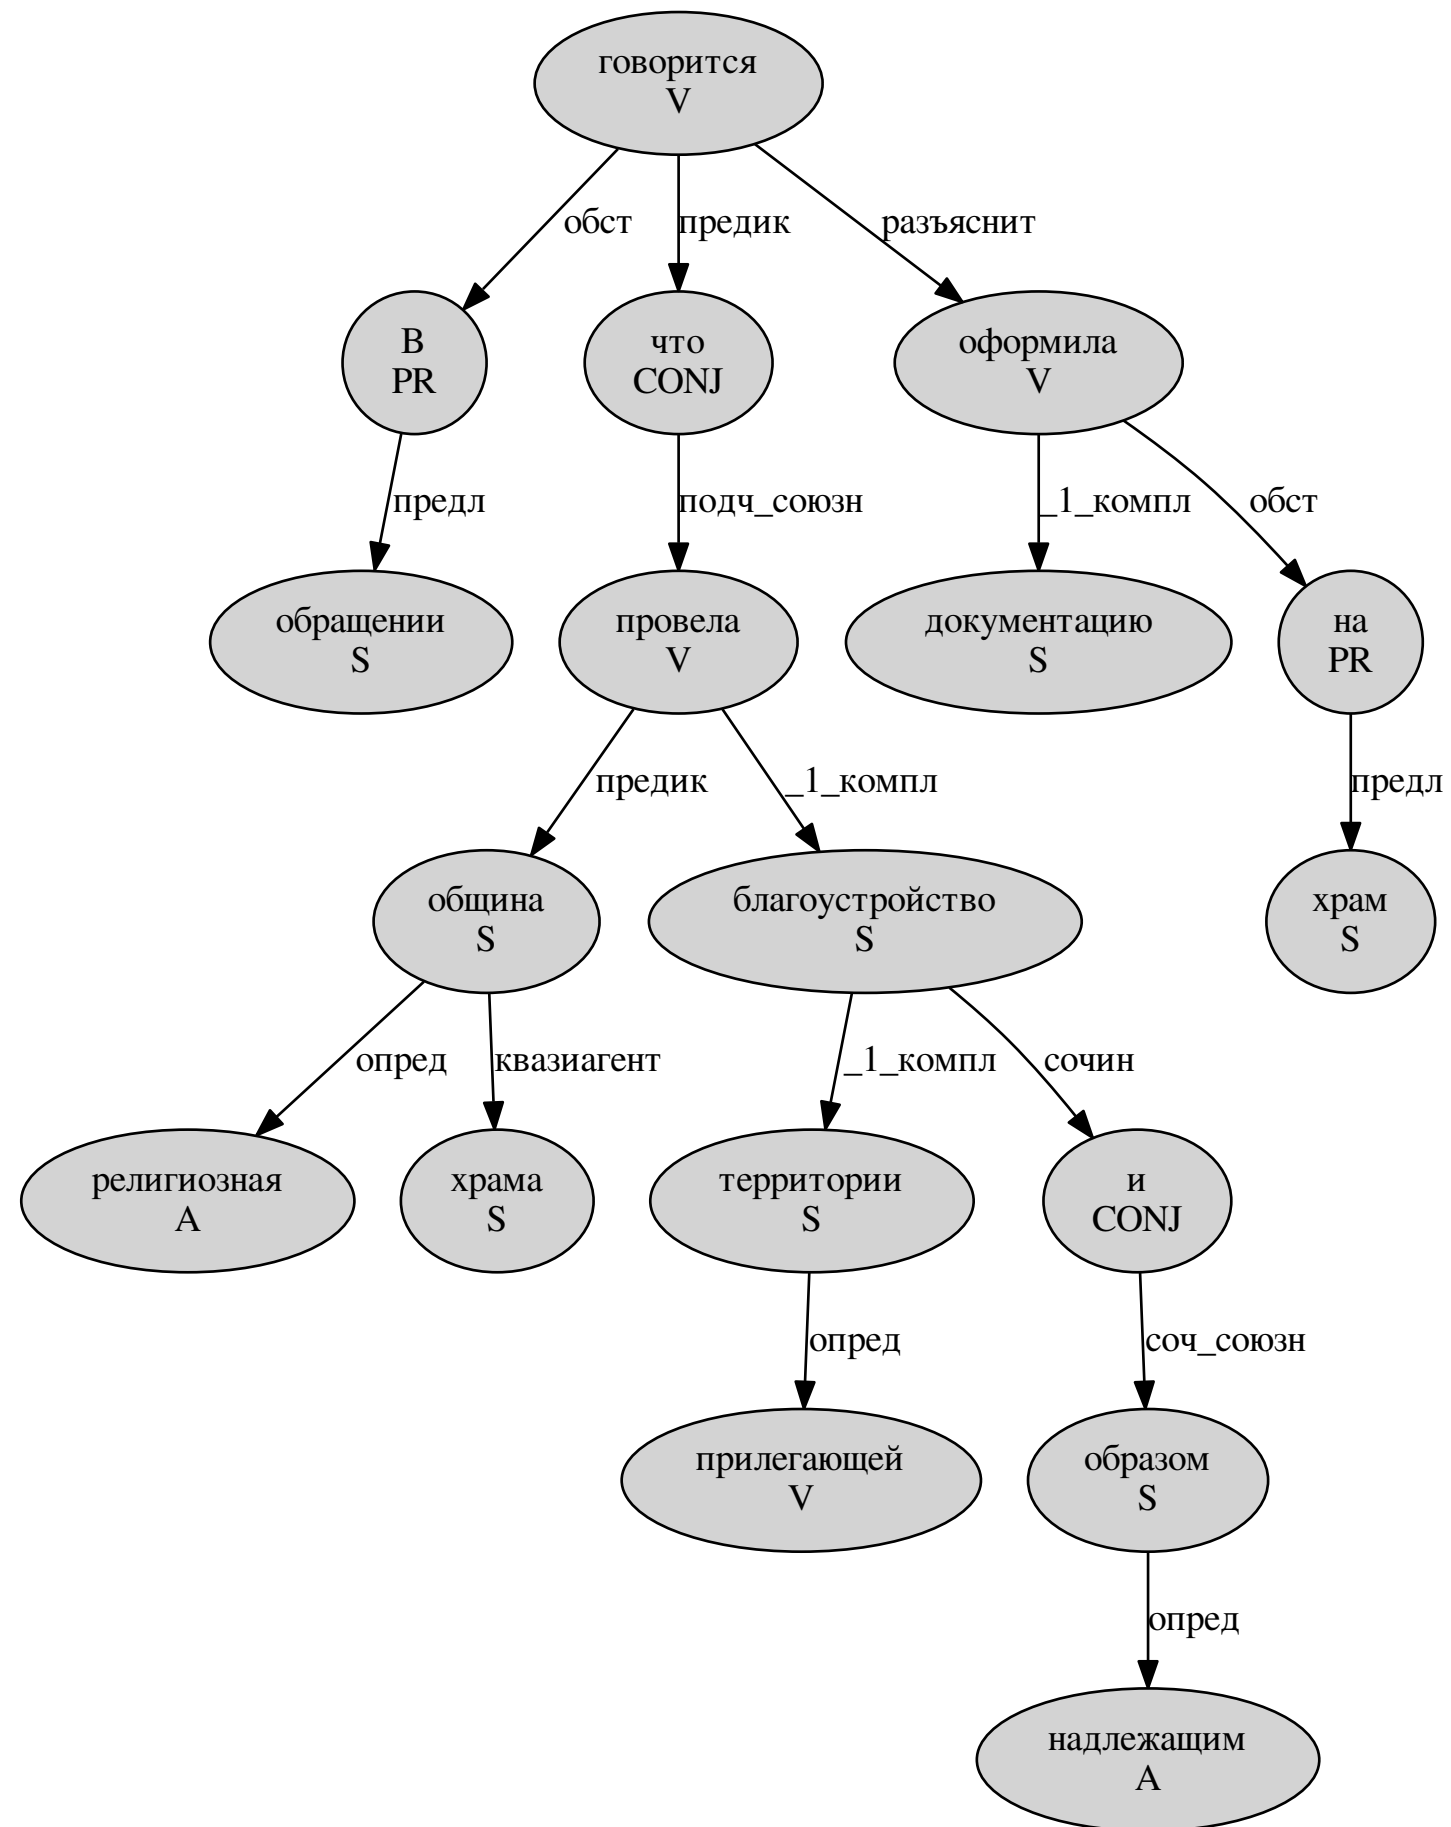 говорится
V
обст
предик
разъяснит
В
PR
что
CONJ
оформила
V
предл
подч_союзн
_1_компл
обст
обращении
S
провела
V
документацию
S
на
PR
предик
_1_компл
предл
община
S
благоустройство
S
храм
S
опред
квазиагент
_1_компл
сочин
религиозная
A
храма
S
территории
S
и
CONJ
опред
соч_союзн
прилегающей
V
образом
S
опред
надлежащим
A